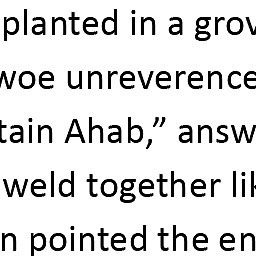 planted in a grov
woe unreverence
tain Ahab,” answ
weld together lik
n pointed the en